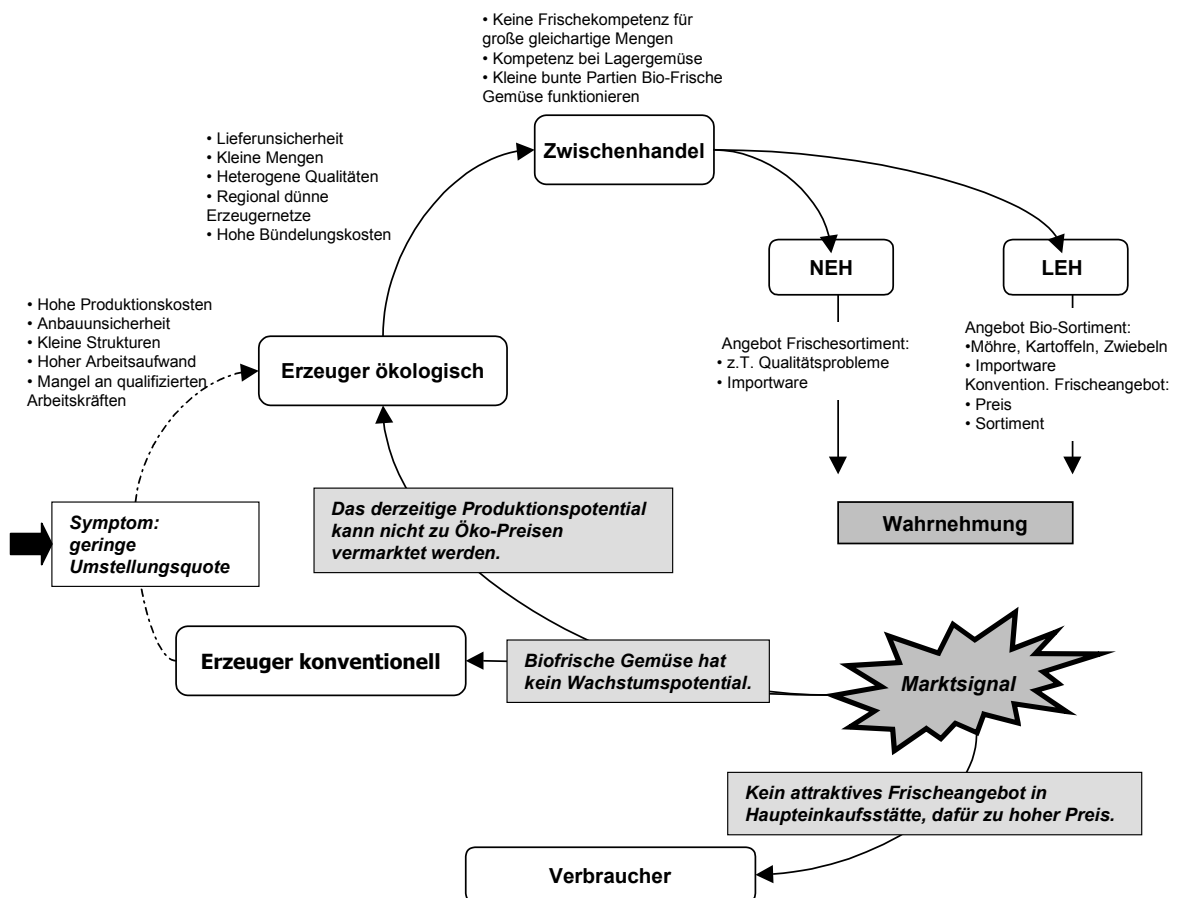 • Keine Frischekompetenz für
große gleichartige Mengen
• Kompetenz bei Lagergemüse
• Kleine bunte Partien Bio-Frische
Gemüse funktionieren
• Lieferunsicherheit
• Kleine Mengen
• Heterogene Qualitäten
• Regional dünne
Erzeugernetze
• Hohe Bündelungskosten
Zwischenhandel
NEH
LEH
• Hohe Produktionskosten
• Anbauunsicherheit
• Kleine Strukturen
• Hoher Arbeitsaufwand
• Mangel an qualifizierten
Arbeitskräften
Erzeuger ökologisch
Angebot Frischesortiment:
• z.T. Qualitätsprobleme
• Importware
Angebot Bio-Sortiment:
•Möhre, Kartoffeln, Zwiebeln
• Importware
Konvention. Frischeangebot:
• Preis
• Sortiment
Symptom:
geringe
Umstellungsquote
Das derzeitige Produktionspotential
kann nicht zu Öko-Preisen
vermarktet werden.
Wahrnehmung
Erzeuger konventionell
Biofrische Gemüse hat
kein Wachstumspotential.
Marktsignal
Kein attraktives Frischeangebot in
Haupteinkaufsstätte, dafür zu hoher Preis.
Verbraucher